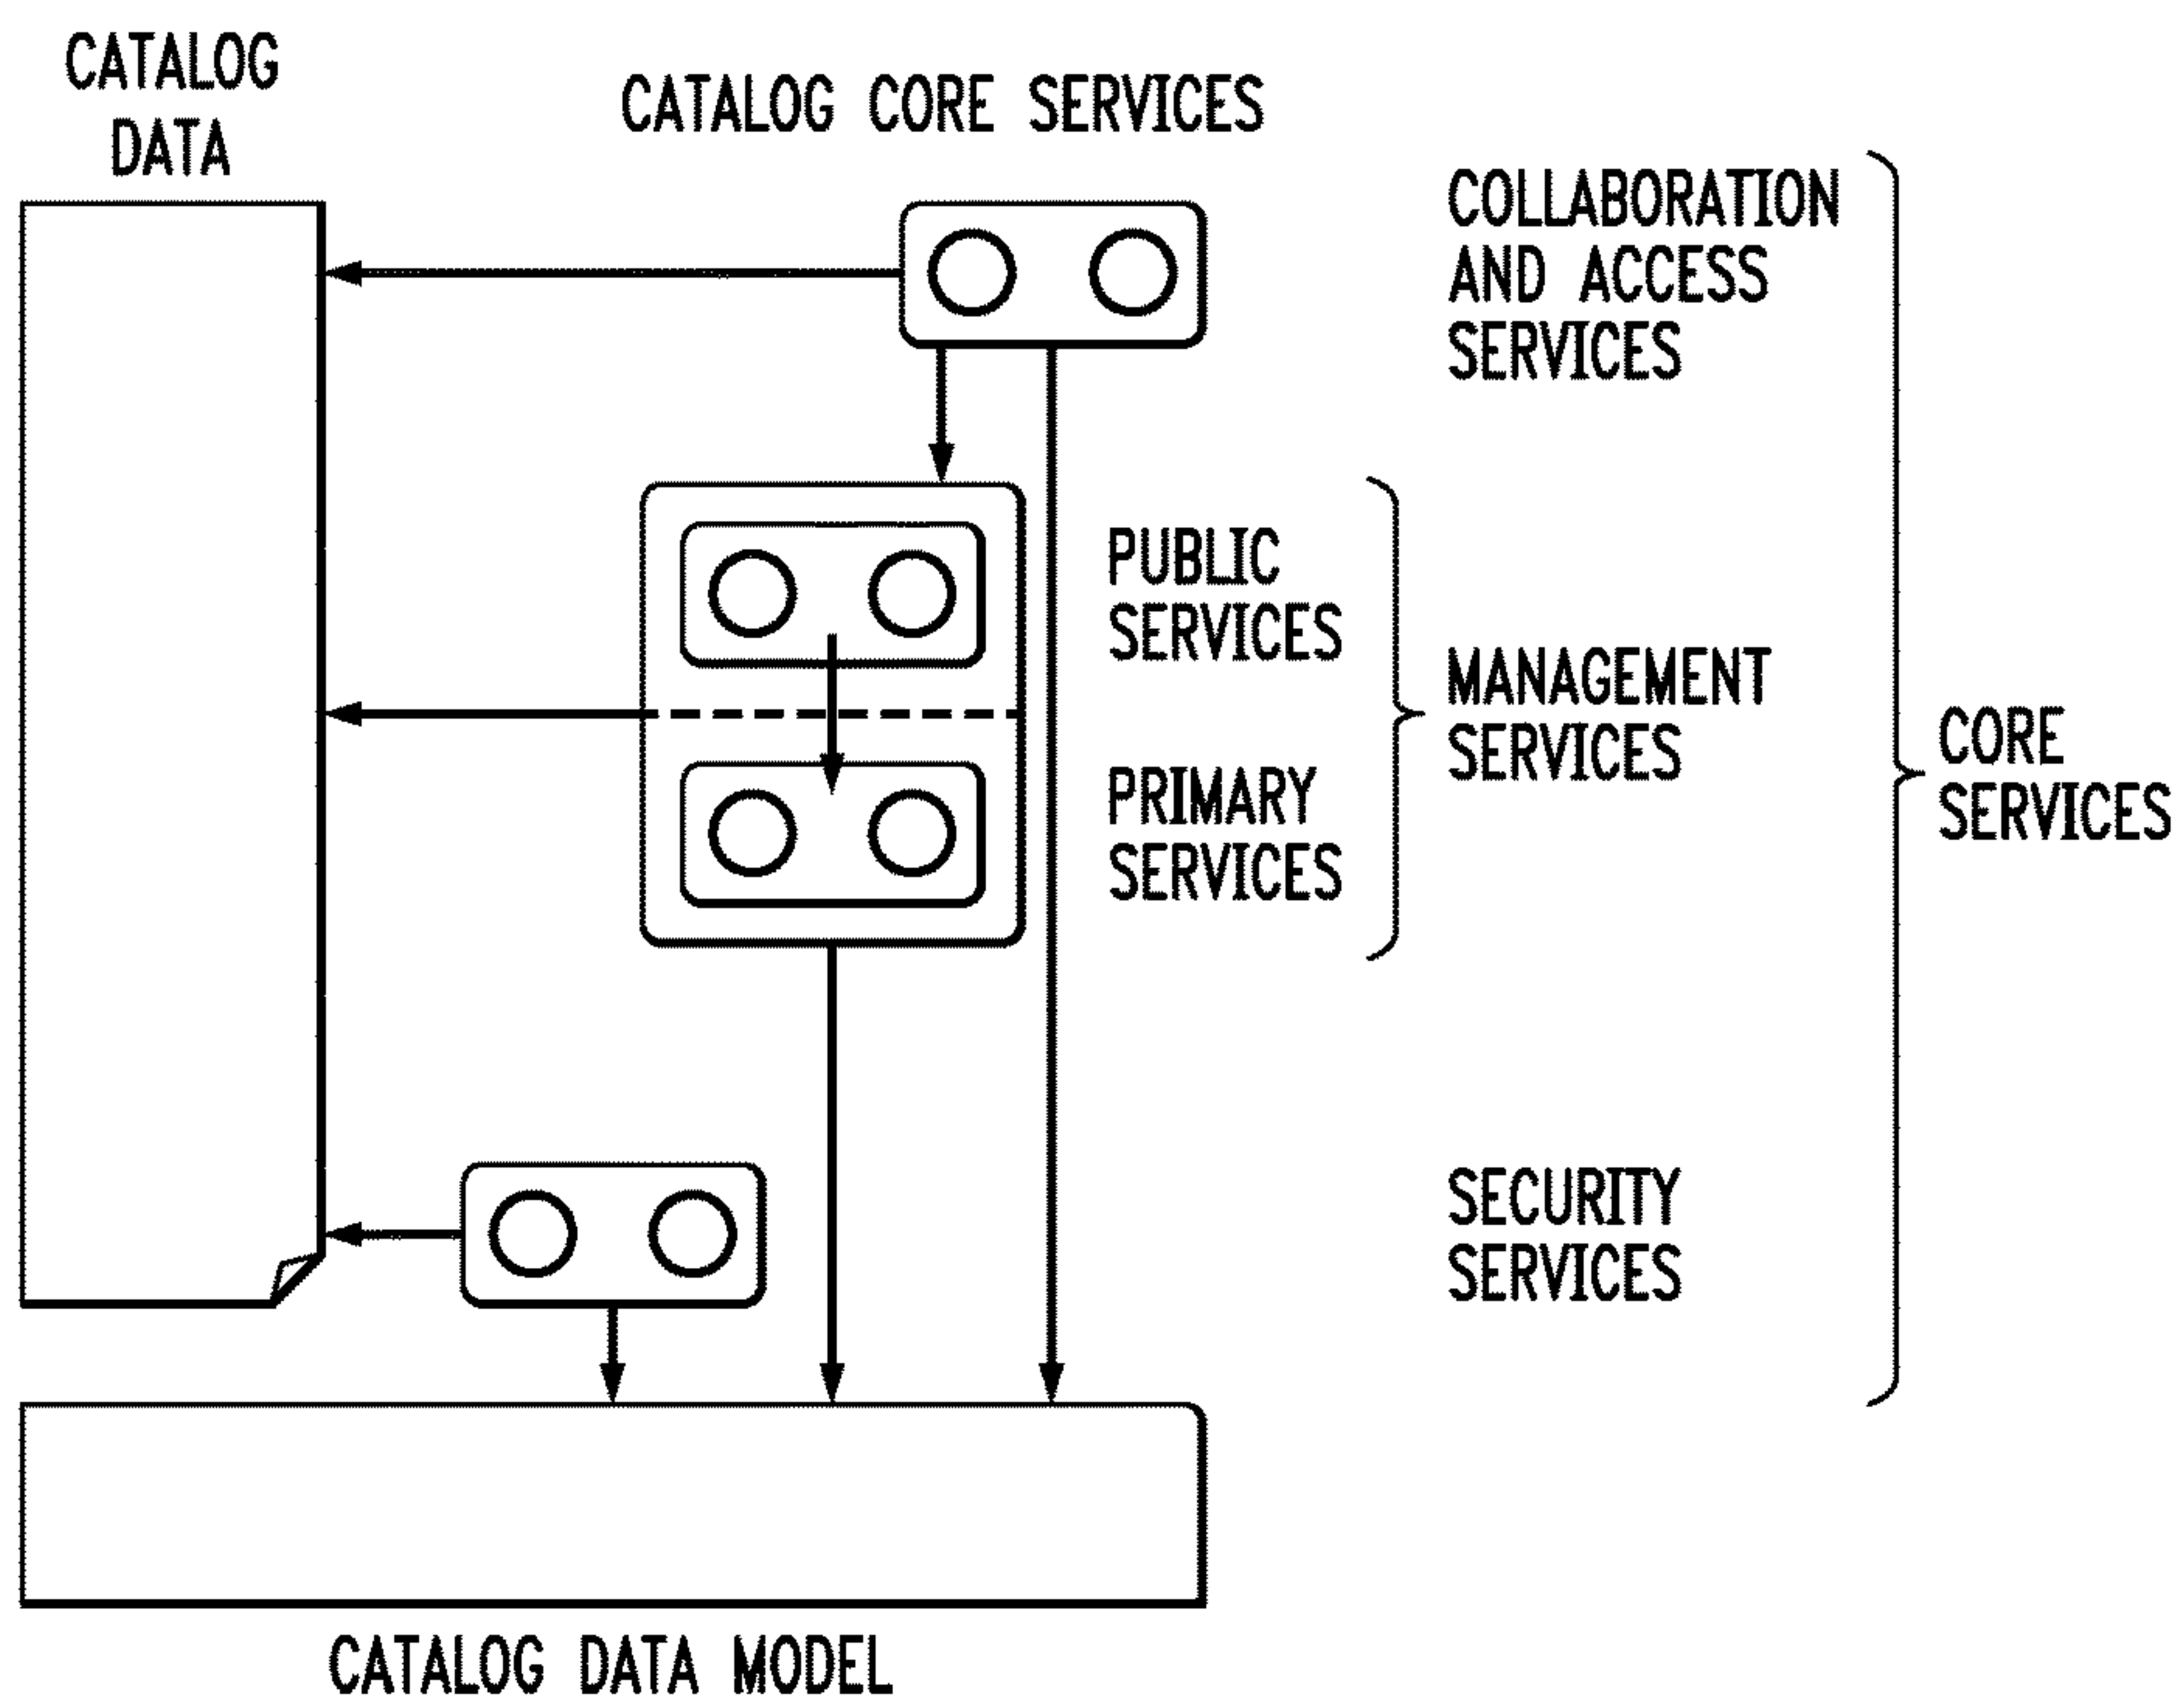 CATALOG
DATA
CATALOG CORE SERVICES
COLLABORATION
AND ACCESS
SERVICES
PUBLIC
SERVICES
PRIMARY
SERVICES
MANAGEMENT
SERVICES
CORE
SERVICES
SECURITY
SERVICES
CATALOG DATA MODEL